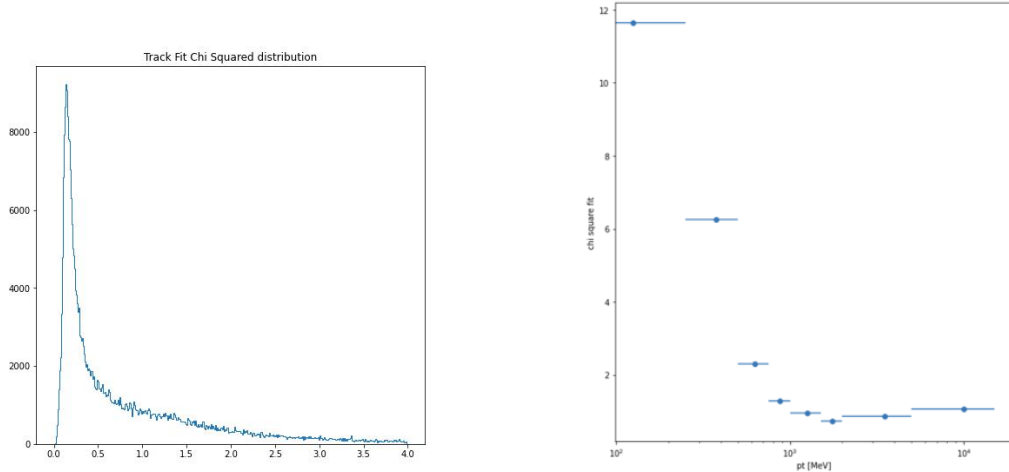 Track Fit Chi Squared distribution
8000
6000
4000
2000
0
0.0 0.5 1.0 1.5 2.0 2.5 3.0 3.5 4.0
12
10
8
6
4
2
chi square fit
10² 10³ 10⁴
pt [MeV]